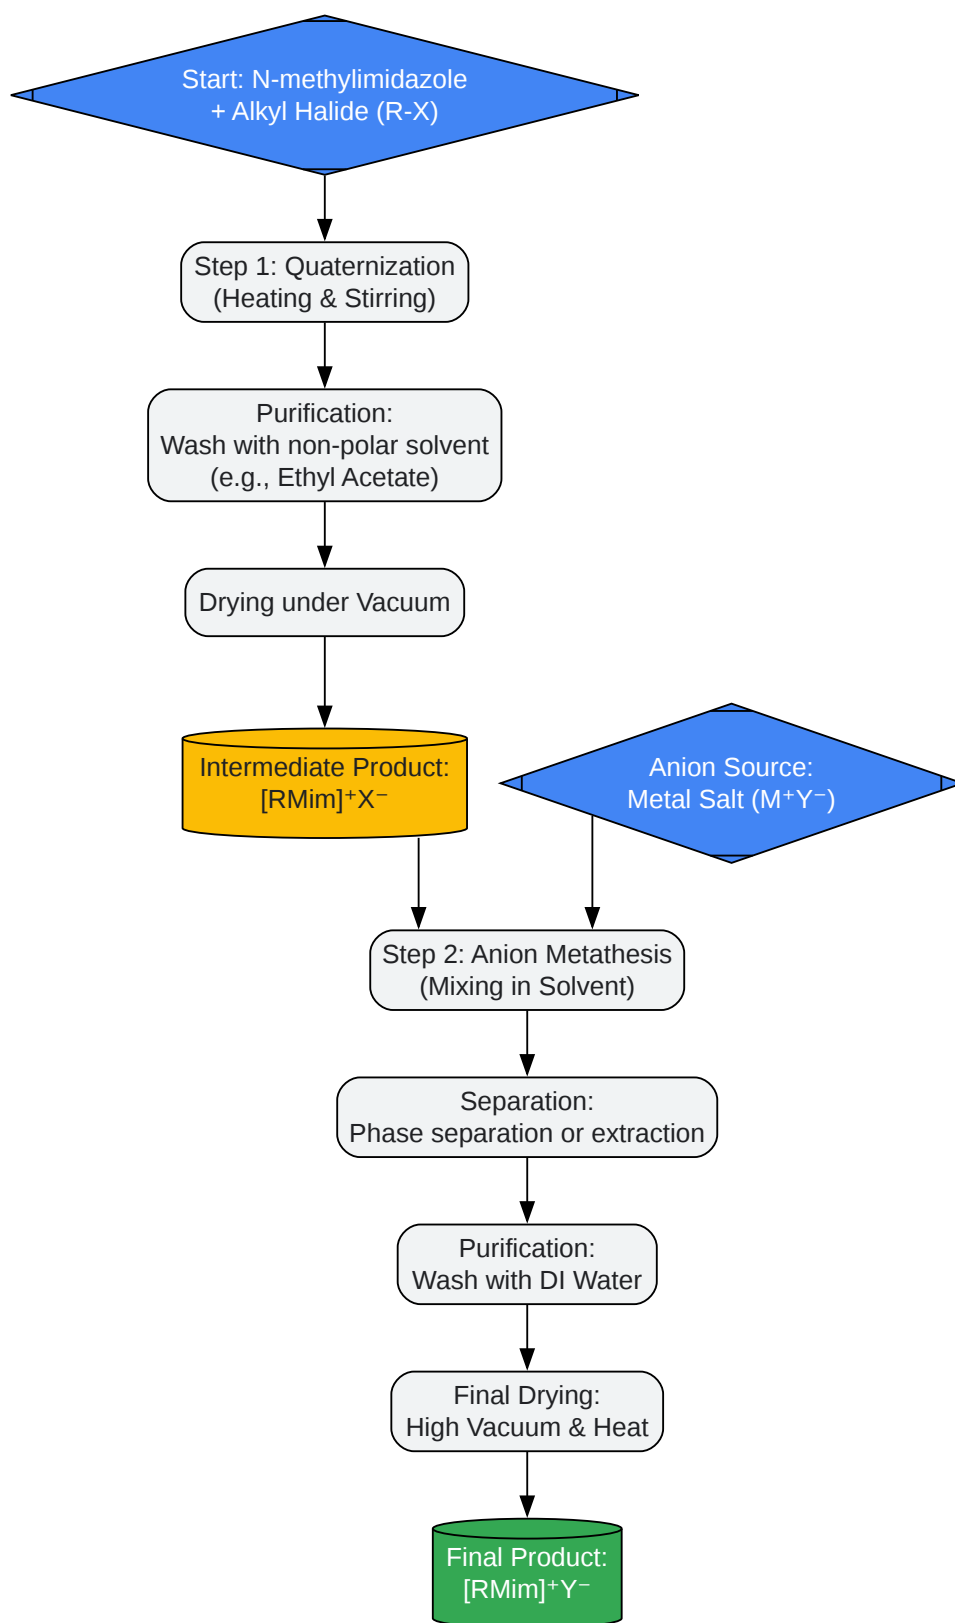 Start: N-methylimidazole
+ Alkyl Halide (R-X)
Step 1: Quaternization
(Heating & Stirring)
Purification:
Wash with non-polar solvent
(e.g., Ethyl Acetate)
Drying under Vacuum
Intermediate Product:
[RMim]⁺X⁻
Anion Source:
Metal Salt (M⁺Y⁻)
Step 2: Anion Metathesis
(Mixing in Solvent)
Separation:
Phase separation or extraction
Purification:
Wash with DI Water
Final Drying:
High Vacuum & Heat
Final Product:
[RMim]⁺Y⁻